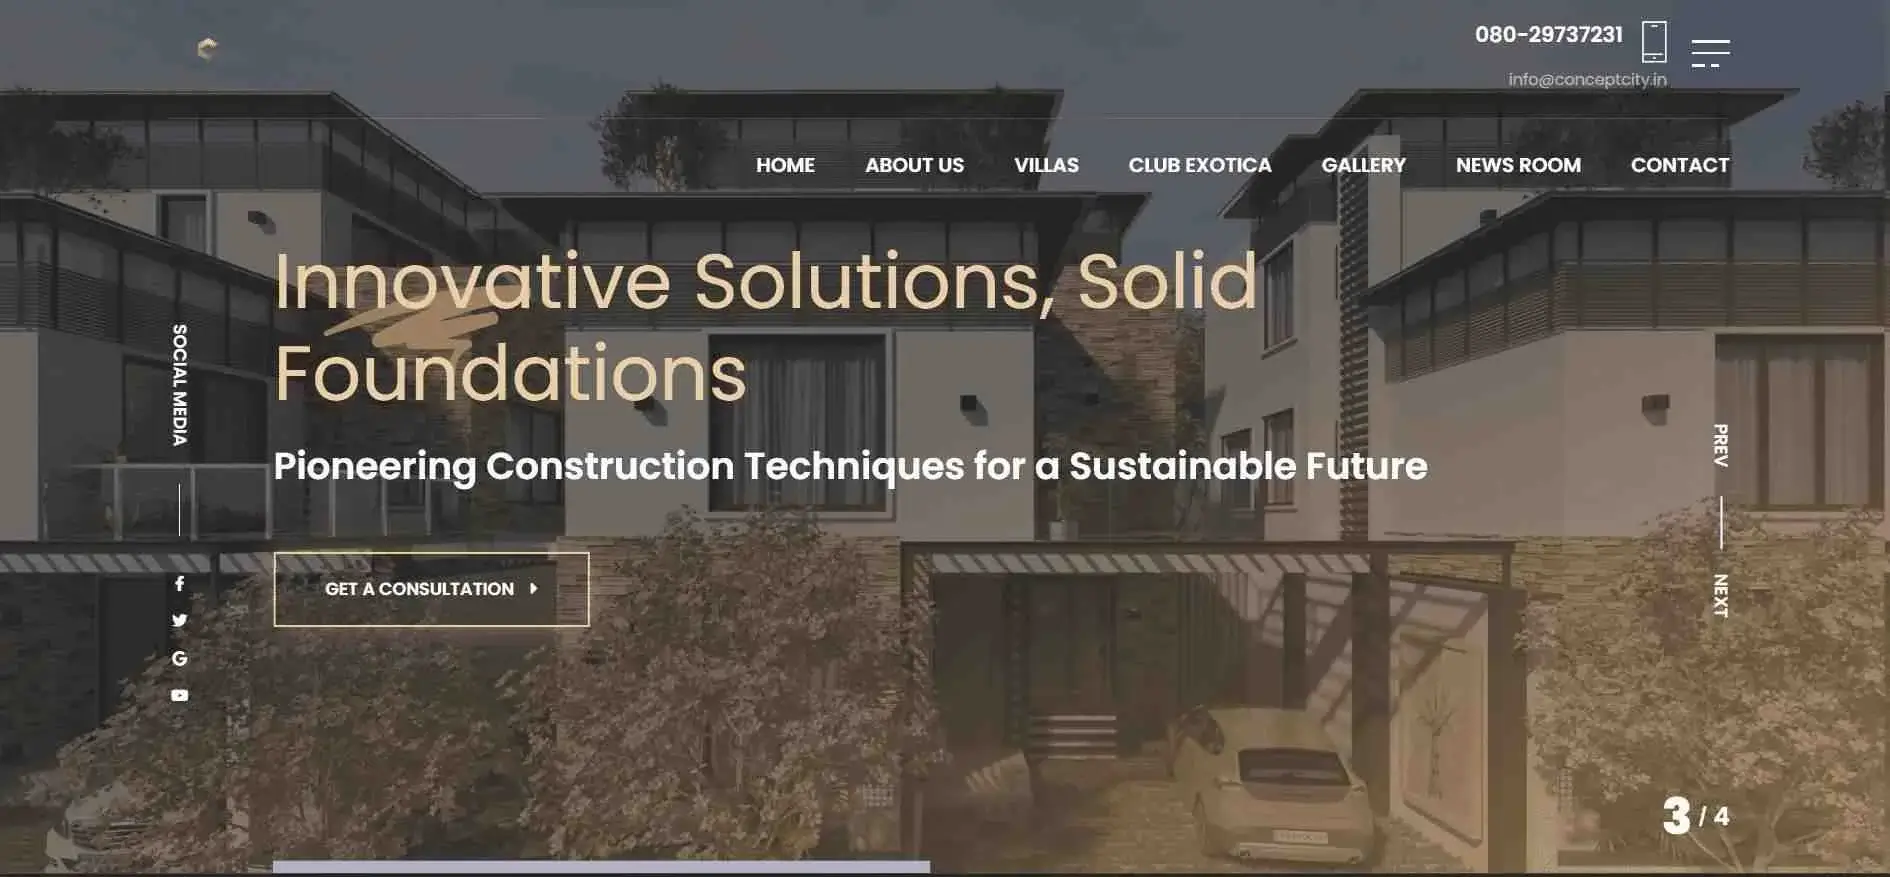 080-29737231
info@conceptcity.in
HOME ABOUT US VILLAS CLUB EXOTICA GALLERY NEWS ROOM CONTACT
Innovative Solutions, Solid
Foundations
Pioneering Construction Techniques for a Sustainable Future
GET A CONSULTATION
SOCIAL MEDIA
PREV
NEXT
3 / 4